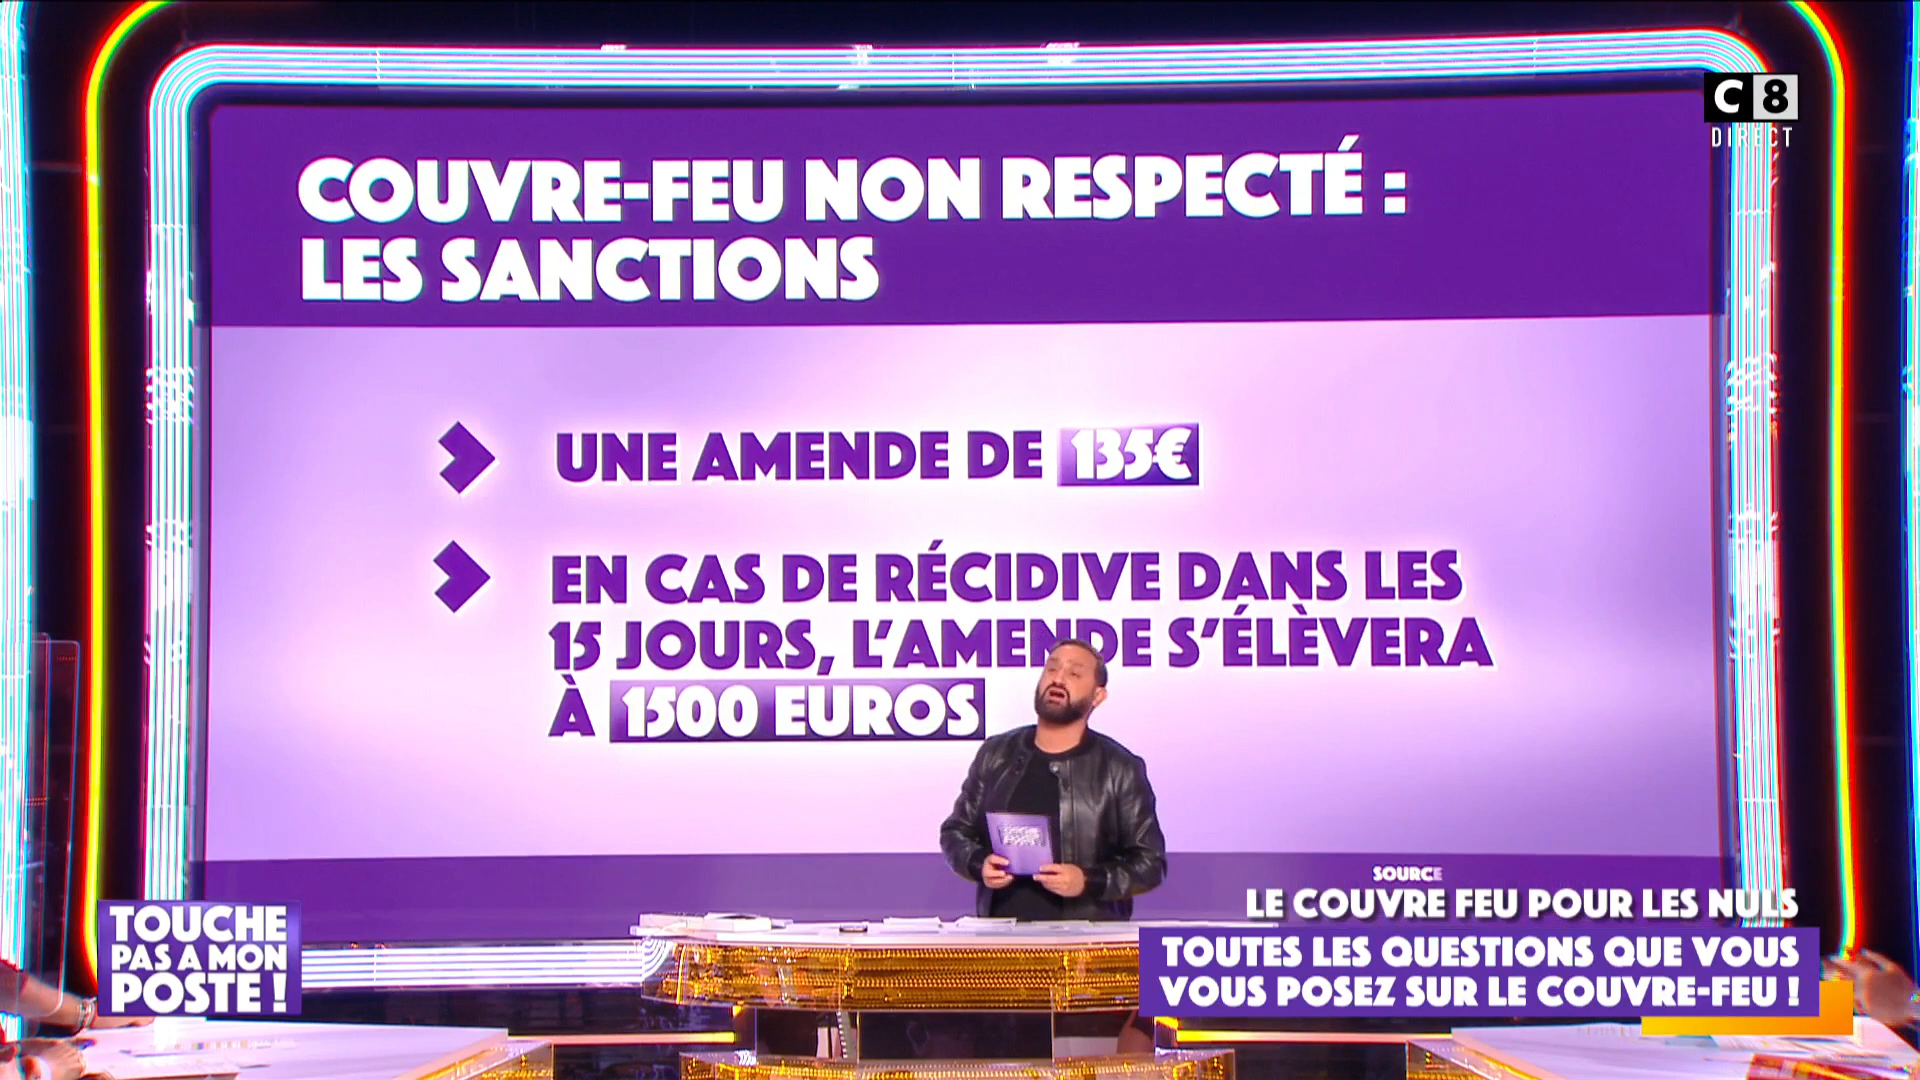 C8
DIRECT
COUVRE-FEU NON RESPECTÉ :
LES SANCTIONS
UNE AMENDE DE 135€
EN CAS DE RÉCIDIVE DANS LES
15 JOURS, L'AMENDE S'ÉLÈVERA
À 1500 EUROS
SOURCE
LE COUVRE FEU POUR LES NULS
TOUTES LES QUESTIONS QUE VOUS
VOUS POSEZ SUR LE COUVRE-FEU !
TOUCHE
PAS A MON
POSTE !